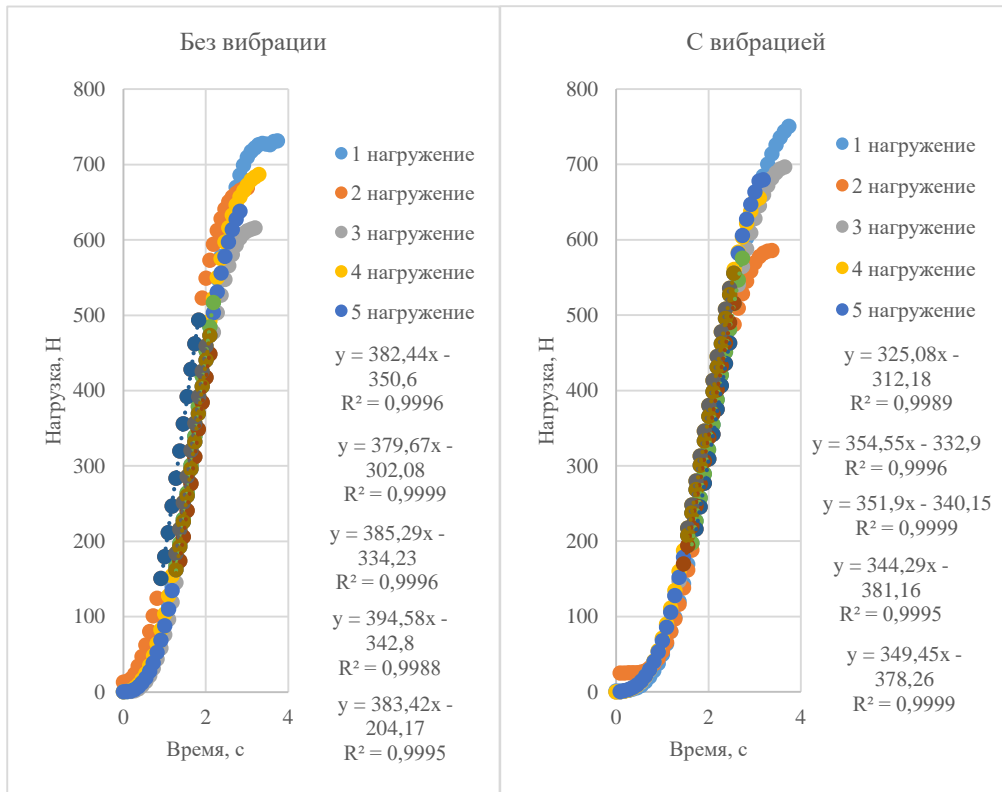 Без вибрации
800
700
600
500
400
300
200
100
0
0
2
4
Нагрузка, Н
Время, с
1 нагружение
2 нагружение
3 нагружение
4 нагружение
5 нагружение
y = 382,44x -
350,6
R² = 0,9996
y = 379,67x -
302,08
R² = 0,9999
y = 385,29x -
334,23
R² = 0,9996
y = 394,58x -
342,8
R² = 0,9988
y = 383,42x -
204,17
R² = 0,9995
С вибрацией
800
700
600
500
400
300
200
100
0
0
2
4
Нагрузка, Н
Время, с
1 нагружение
2 нагружение
3 нагружение
4 нагружение
5 нагружение
y = 325,08x -
312,18
R² = 0,9989
y = 354,55x - 332,9
R² = 0,9996
y = 351,9x - 340,15
R² = 0,9999
y = 344,29x -
381,16
R² = 0,9995
y = 349,45x -
378,26
R² = 0,9999